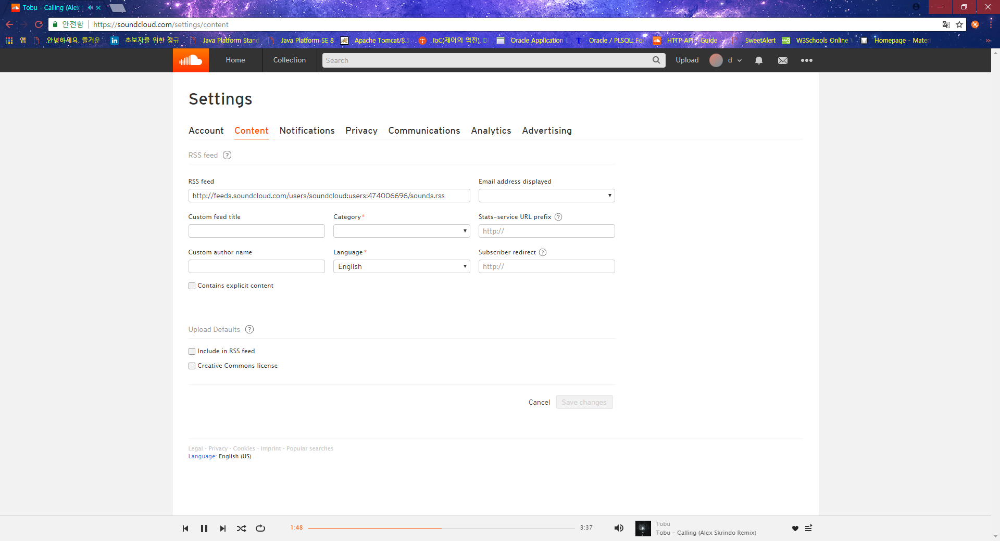 Tobu - Calling (Alex
안전함 https://soundcloud.com/settings/content
앱 안녕하세요. 즐거운 초보자를 위한 정규 Java Platform Stand Java Platform SE 8 Apache Tomcat/8.5 IoC(제어의 역전), D Oracle Application Oracle / PLSQL: HTTP API - Guide SweetAlert W3Schools Online Homepage - Materi
Home Collection Search Upload d
Settings
Account Content Notifications Privacy Communications Analytics Advertising
RSS feed ?
RSS feed Email address displayed
http://feeds.soundcloud.com/users/soundcloud:users:474006696/sounds.rss
Custom feed title Category* Stats-service URL prefix ?
http://
Custom author name Language* Subscriber redirect ?
English http://
Contains explicit content
Upload Defaults ?
Include in RSS feed
Creative Commons license
Cancel Save changes
Legal - Privacy - Cookies - Imprint - Popular searches
Language: English (US)
1:48 3:37
Tobu
Tobu - Calling (Alex Skrindo Remix)